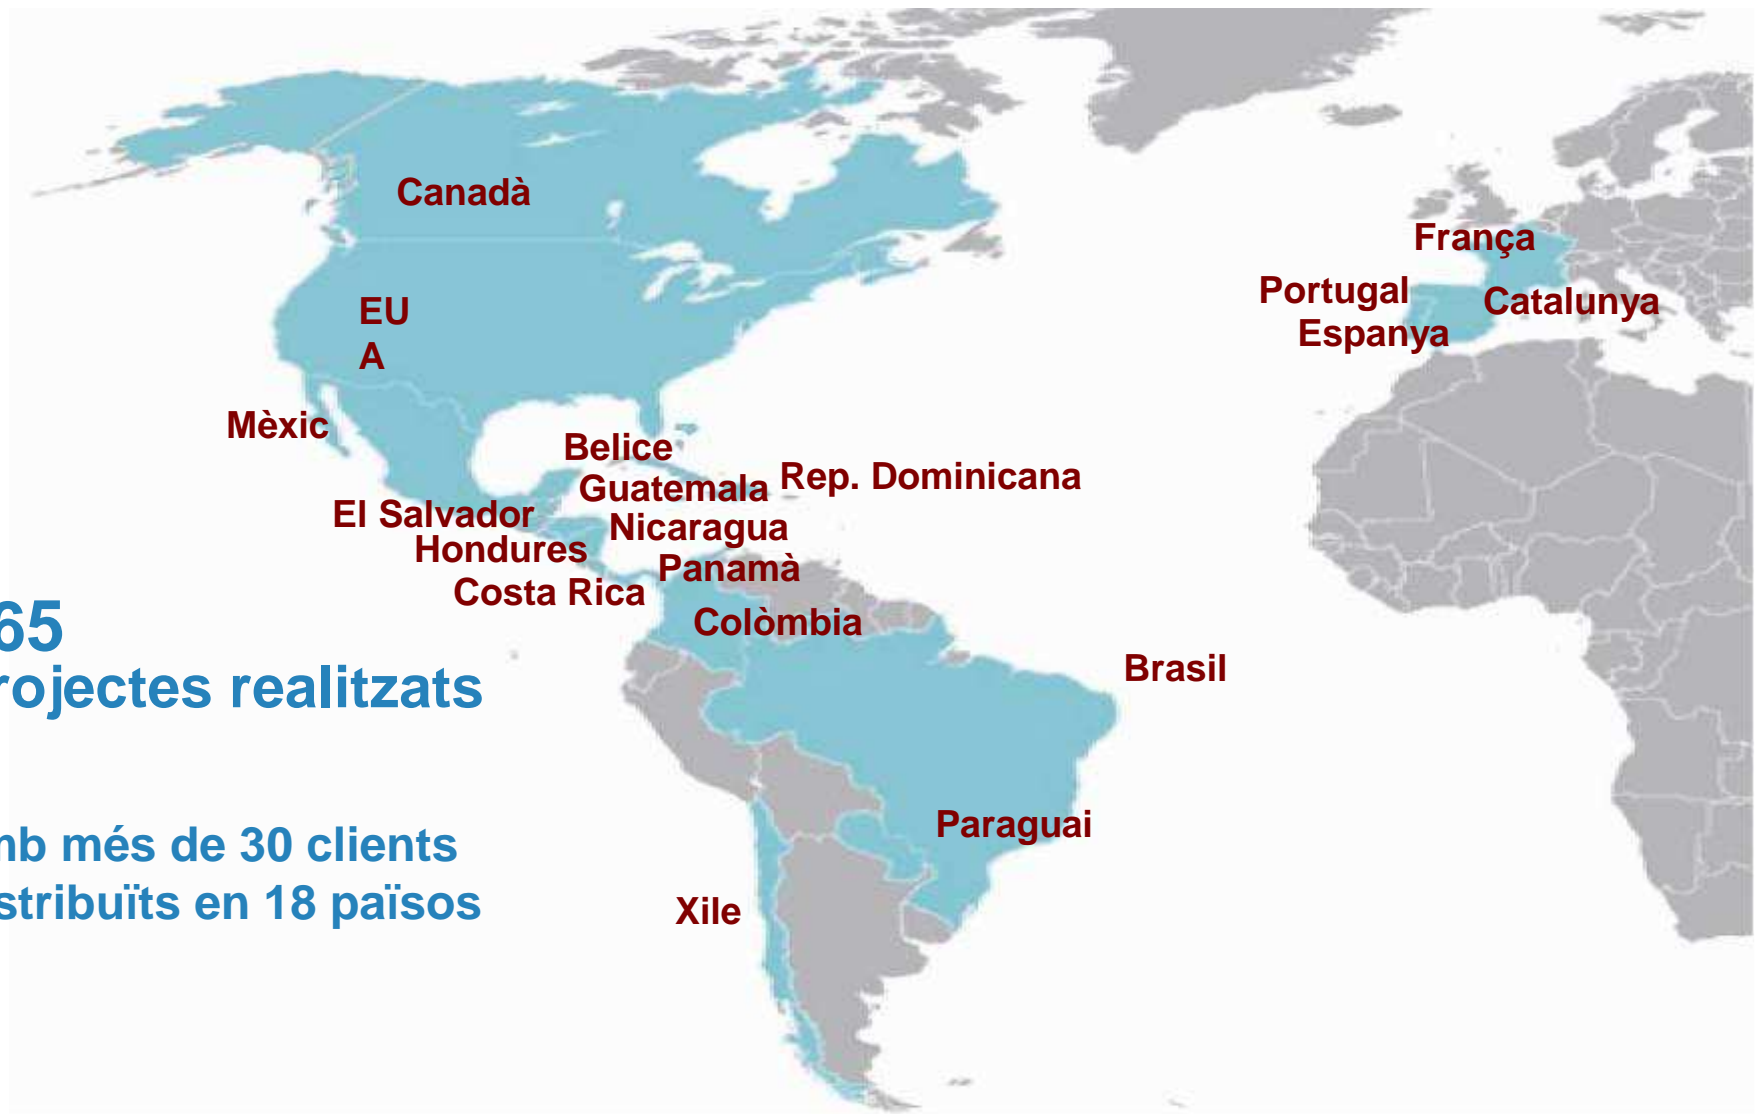 Canadà
França
Portugal
Catalunya
Espanya
EU
A
Mèxic
Belice
Guatemala
Rep. Dominicana
El Salvador
Nicaragua
Hondures
Panamà
Costa Rica
Colòmbia
65
rojectes realitzats
Brasil
Paraguai
mb més de 30 clients
stribuïts en 18 països
Xile